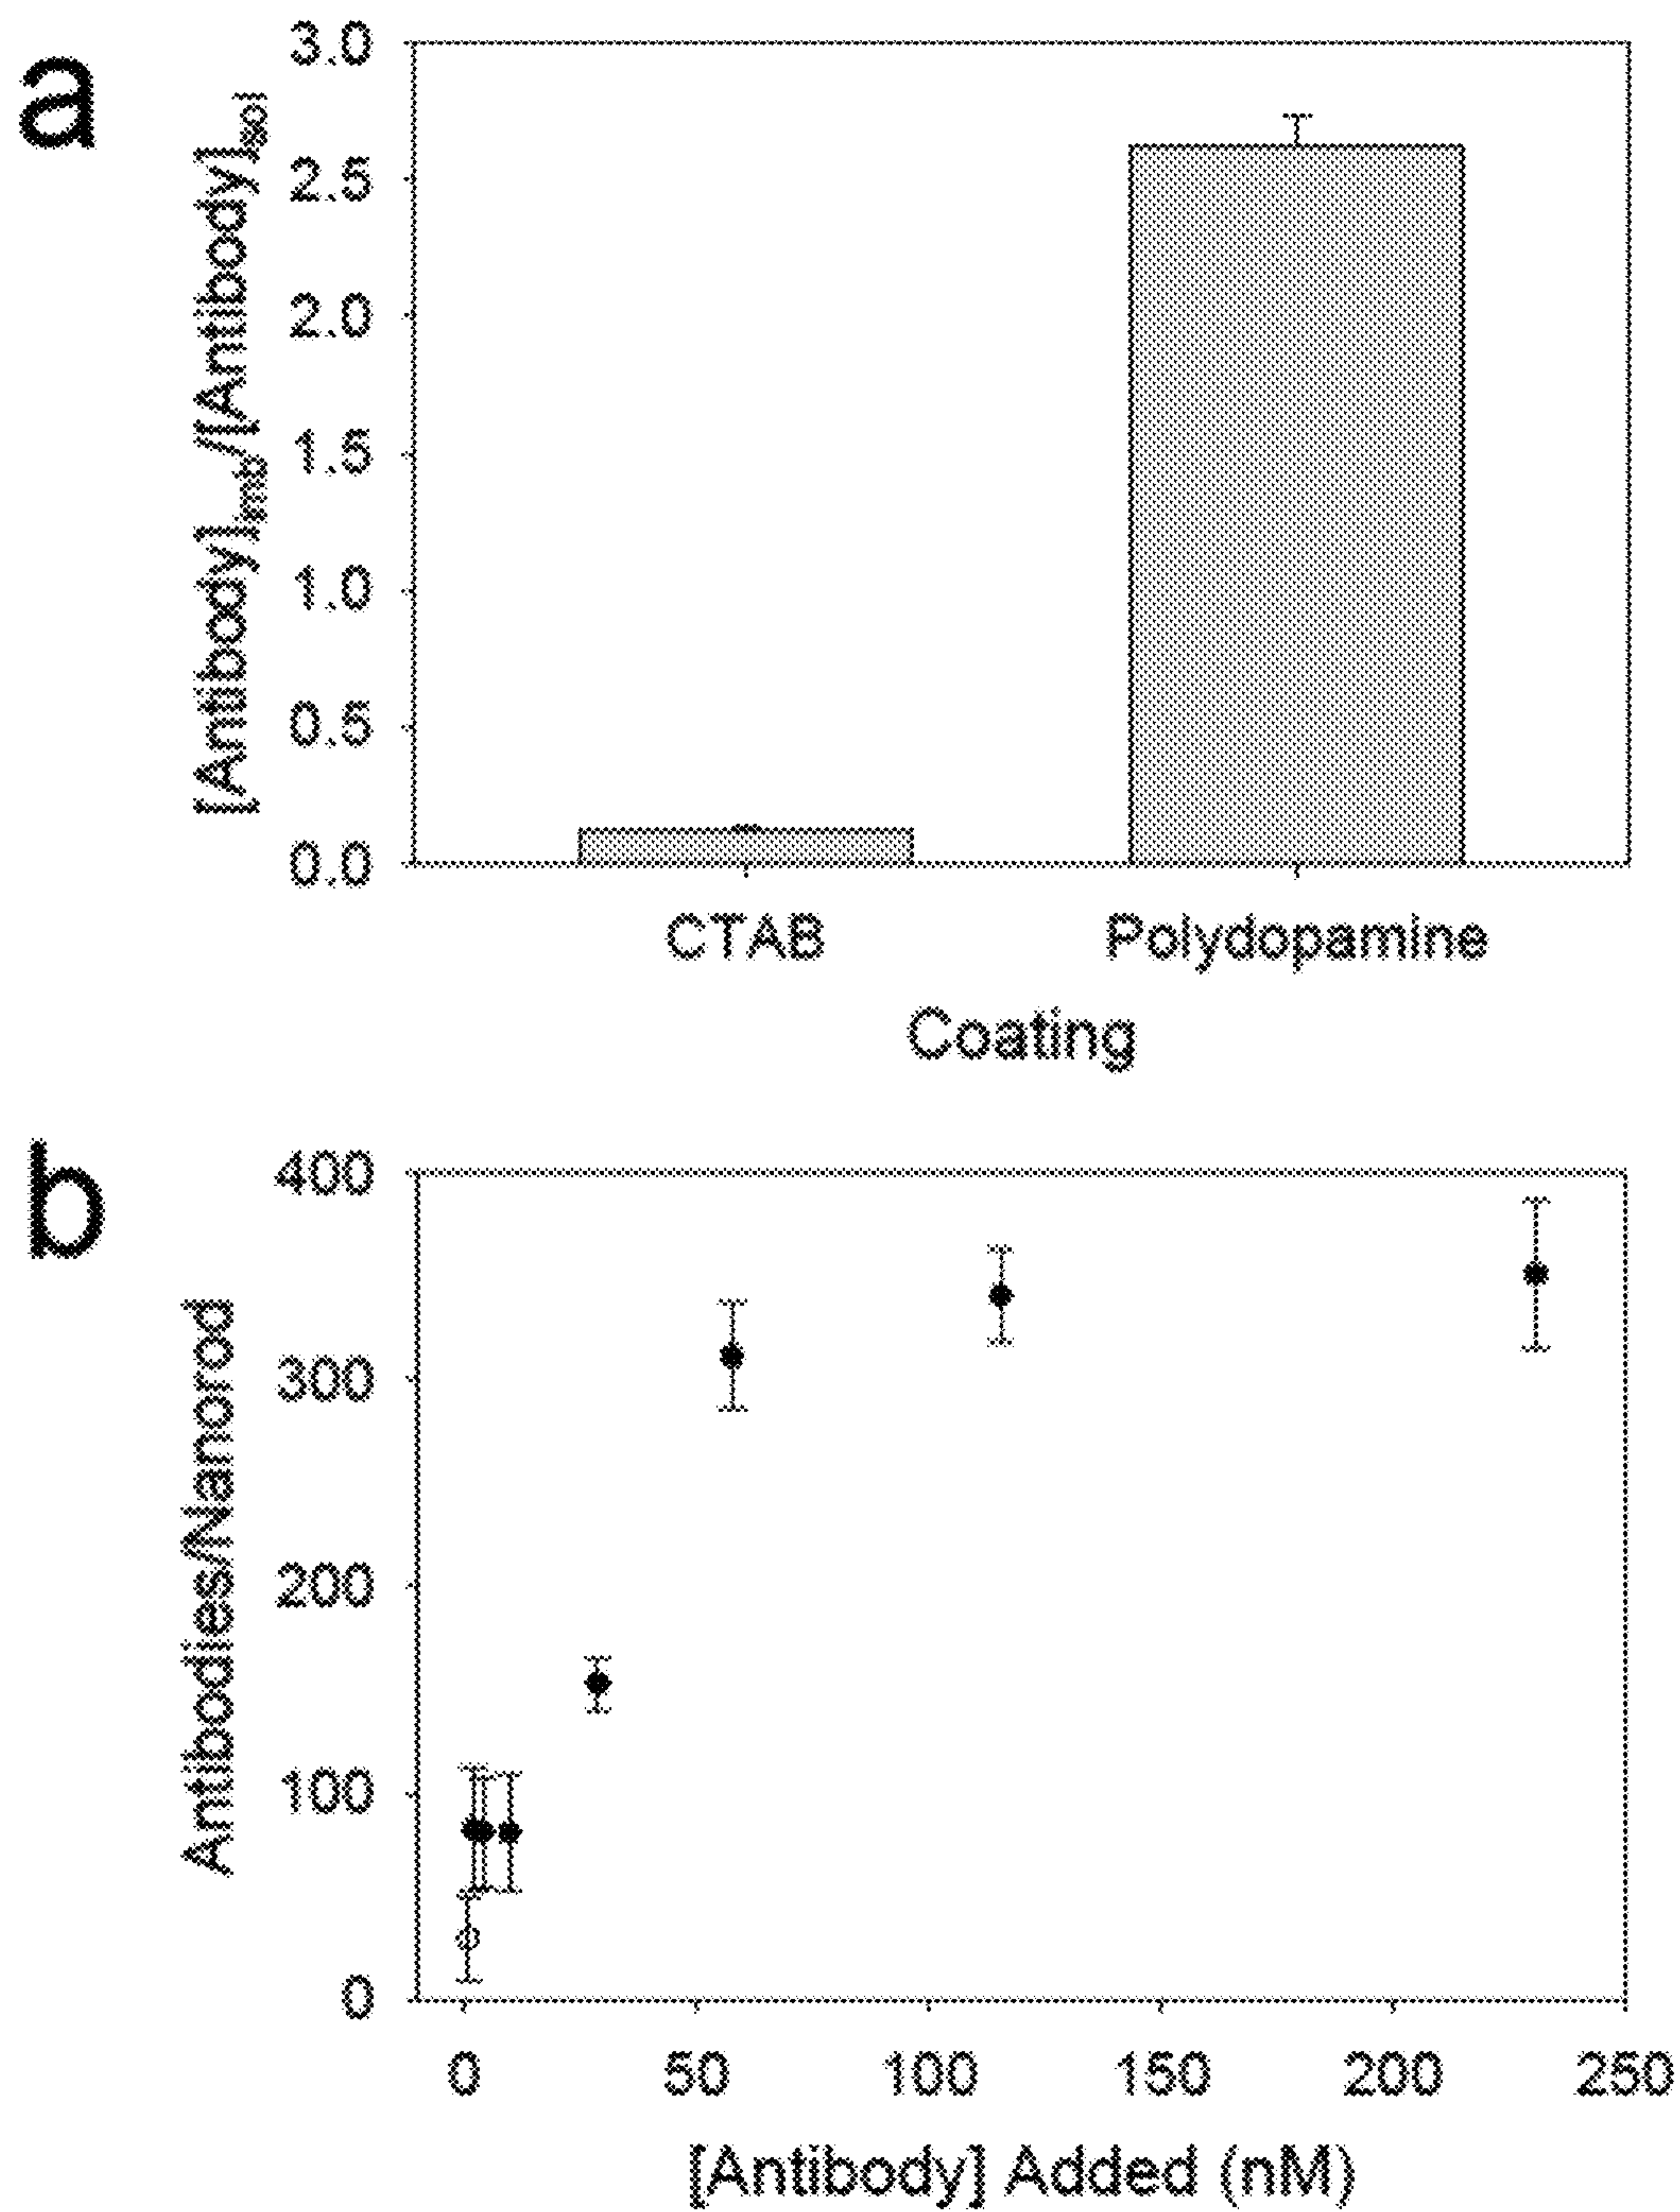 a
[Antibody]imb/[Antibody]sol
3.0
2.5
2.0
1.5
1.0
0.5
0.0
CTAB Polydopamine
Coating
b
Antibodies/Nanorod
400
300
200
100
0
0 50 100 150 200 250
[Antibody] Added (nM)